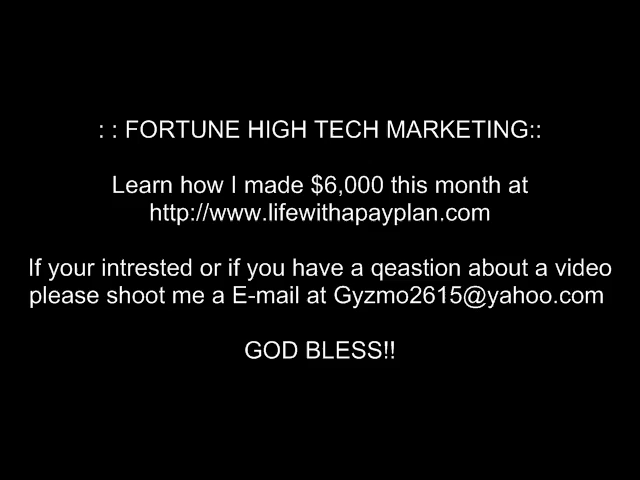 : : FORTUNE HIGH TECH MARKETING::
Learn how I made $6,000 this month at
http://www.lifewithapayplan.com
If your intrested or if you have a qeastion about a video
please shoot me a E-mail at Gyzmo2615@yahoo.com
GOD BLESS!!